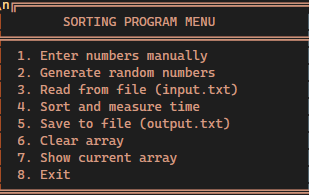 \n
SORTING PROGRAM MENU
1. Enter numbers manually
2. Generate random numbers
3. Read from file (input.txt)
4. Sort and measure time
5. Save to file (output.txt)
6. Clear array
7. Show current array
8. Exit